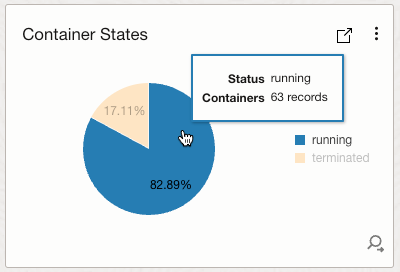 Container States
Status running
Containers 63 records
17.11%
running
terminated
82.89%